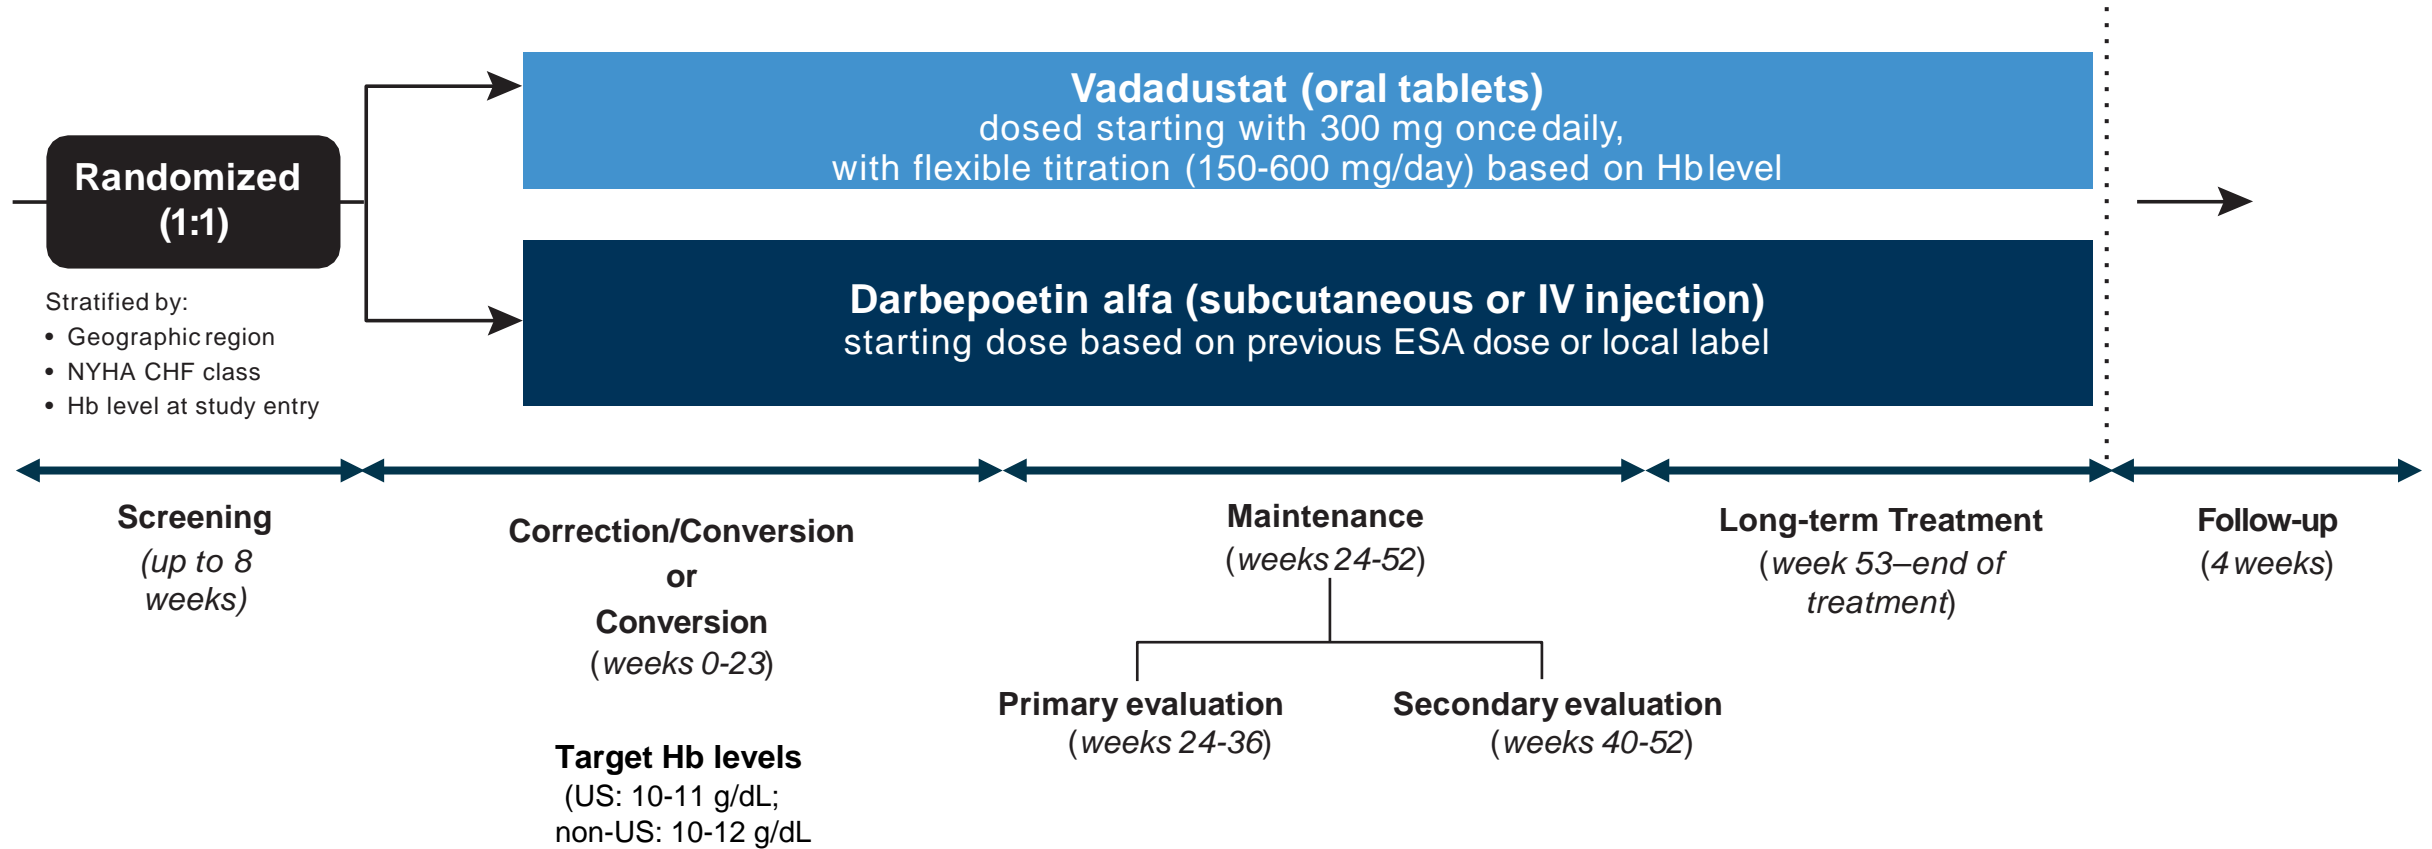 Vadadustat (oral tablets)
dosed starting with 300 mg once daily,
with flexible titration (150-600 mg/day) based on Hb level
Randomized
(1:1)
Darbepoetin alfa (subcutaneous or IV injection)
starting dose based on previous ESA dose or local label
Stratified by:
• Geographic region
• NYHA CHF class
• Hb level at study entry
Screening
(up to 8
weeks)
Correction/Conversion
or
Conversion
(weeks 0-23)
Target Hb levels
(US: 10-11 g/dL;
non-US: 10-12 g/dL
Maintenance
(weeks 24-52)
Primary evaluation
(weeks 24-36)
Secondary evaluation
(weeks 40-52)
Long-term Treatment
(week 53–end of
treatment)
Follow-up
(4 weeks)